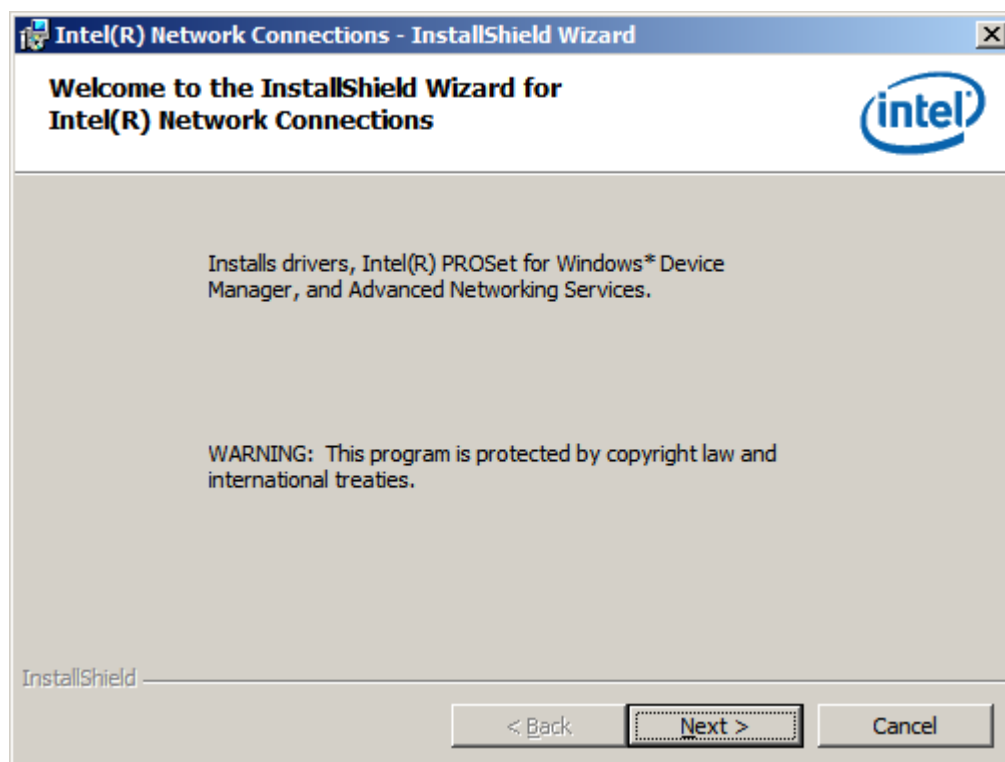 Intel(R) Network Connections - InstallShield Wizard
Welcome to the InstallShield Wizard for
Intel(R) Network Connections
intel
Installs drivers, Intel(R) PROSet for Windows* Device
Manager, and Advanced Networking Services.
WARNING:  This program is protected by copyright law and
international treaties.
InstallShield
< Back
Next >
Cancel